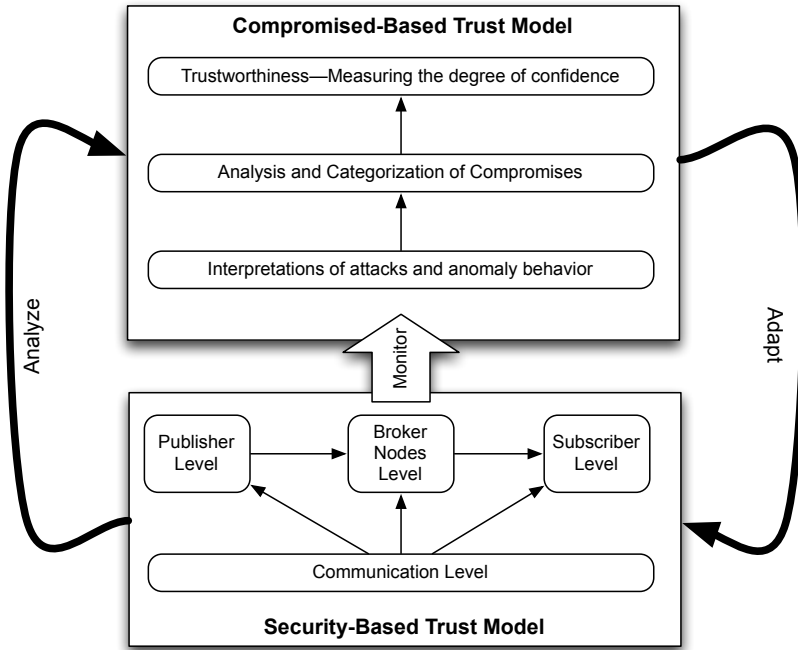 Compromised-Based Trust Model
Trustworthiness—Measuring the degree of confidence
Analysis and Categorization of Compromises
Interpretations of attacks and anomaly behavior
Analyze
Adapt
Monitor
Publisher
Level
Broker
Nodes
Level
Subscriber
Level
Communication Level
Security-Based Trust Model